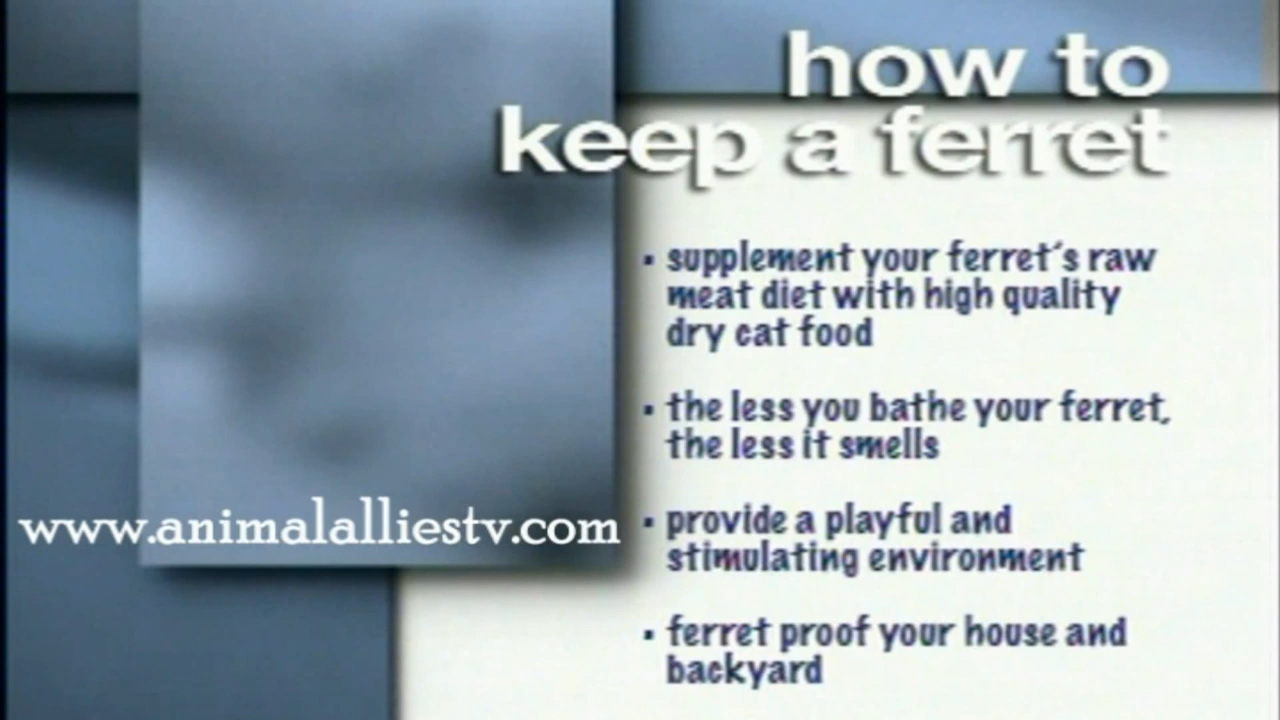 how to
keep a ferret
▪ supplement your ferret's raw
meat diet with high quality
dry cat food
▪ the less you bathe your ferret,
the less it smells
▪ provide a playful and
stimulating environment
▪ ferret proof your house and
backyard
www.animalalliestv.com